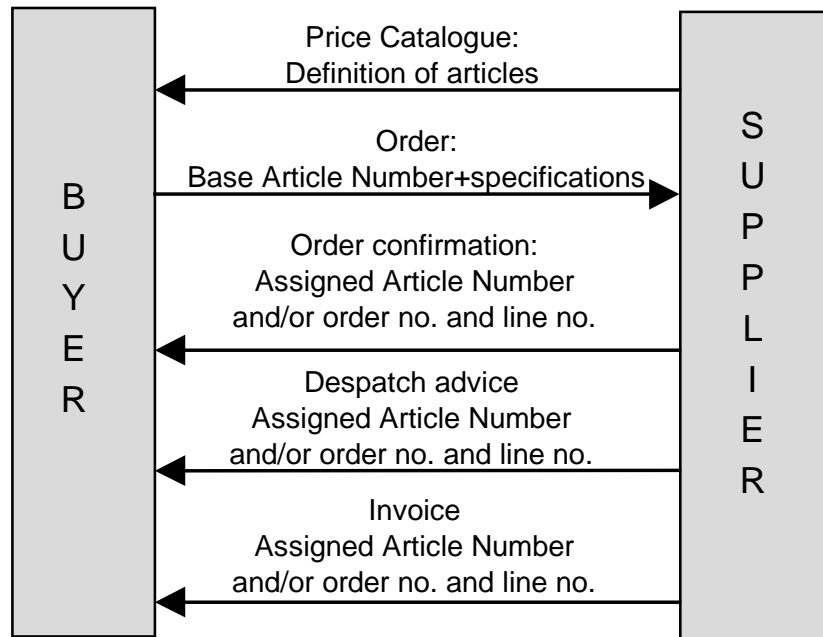 BUYER
Price Catalogue:
Definition of articles
Order:
Base Article Number+specifications
Order confirmation:
Assigned Article Number
and/or order no. and line no.
Despatch advice
Assigned Article Number
and/or order no. and line no.
Invoice
Assigned Article Number
and/or order no. and line no.
SUPPLIER